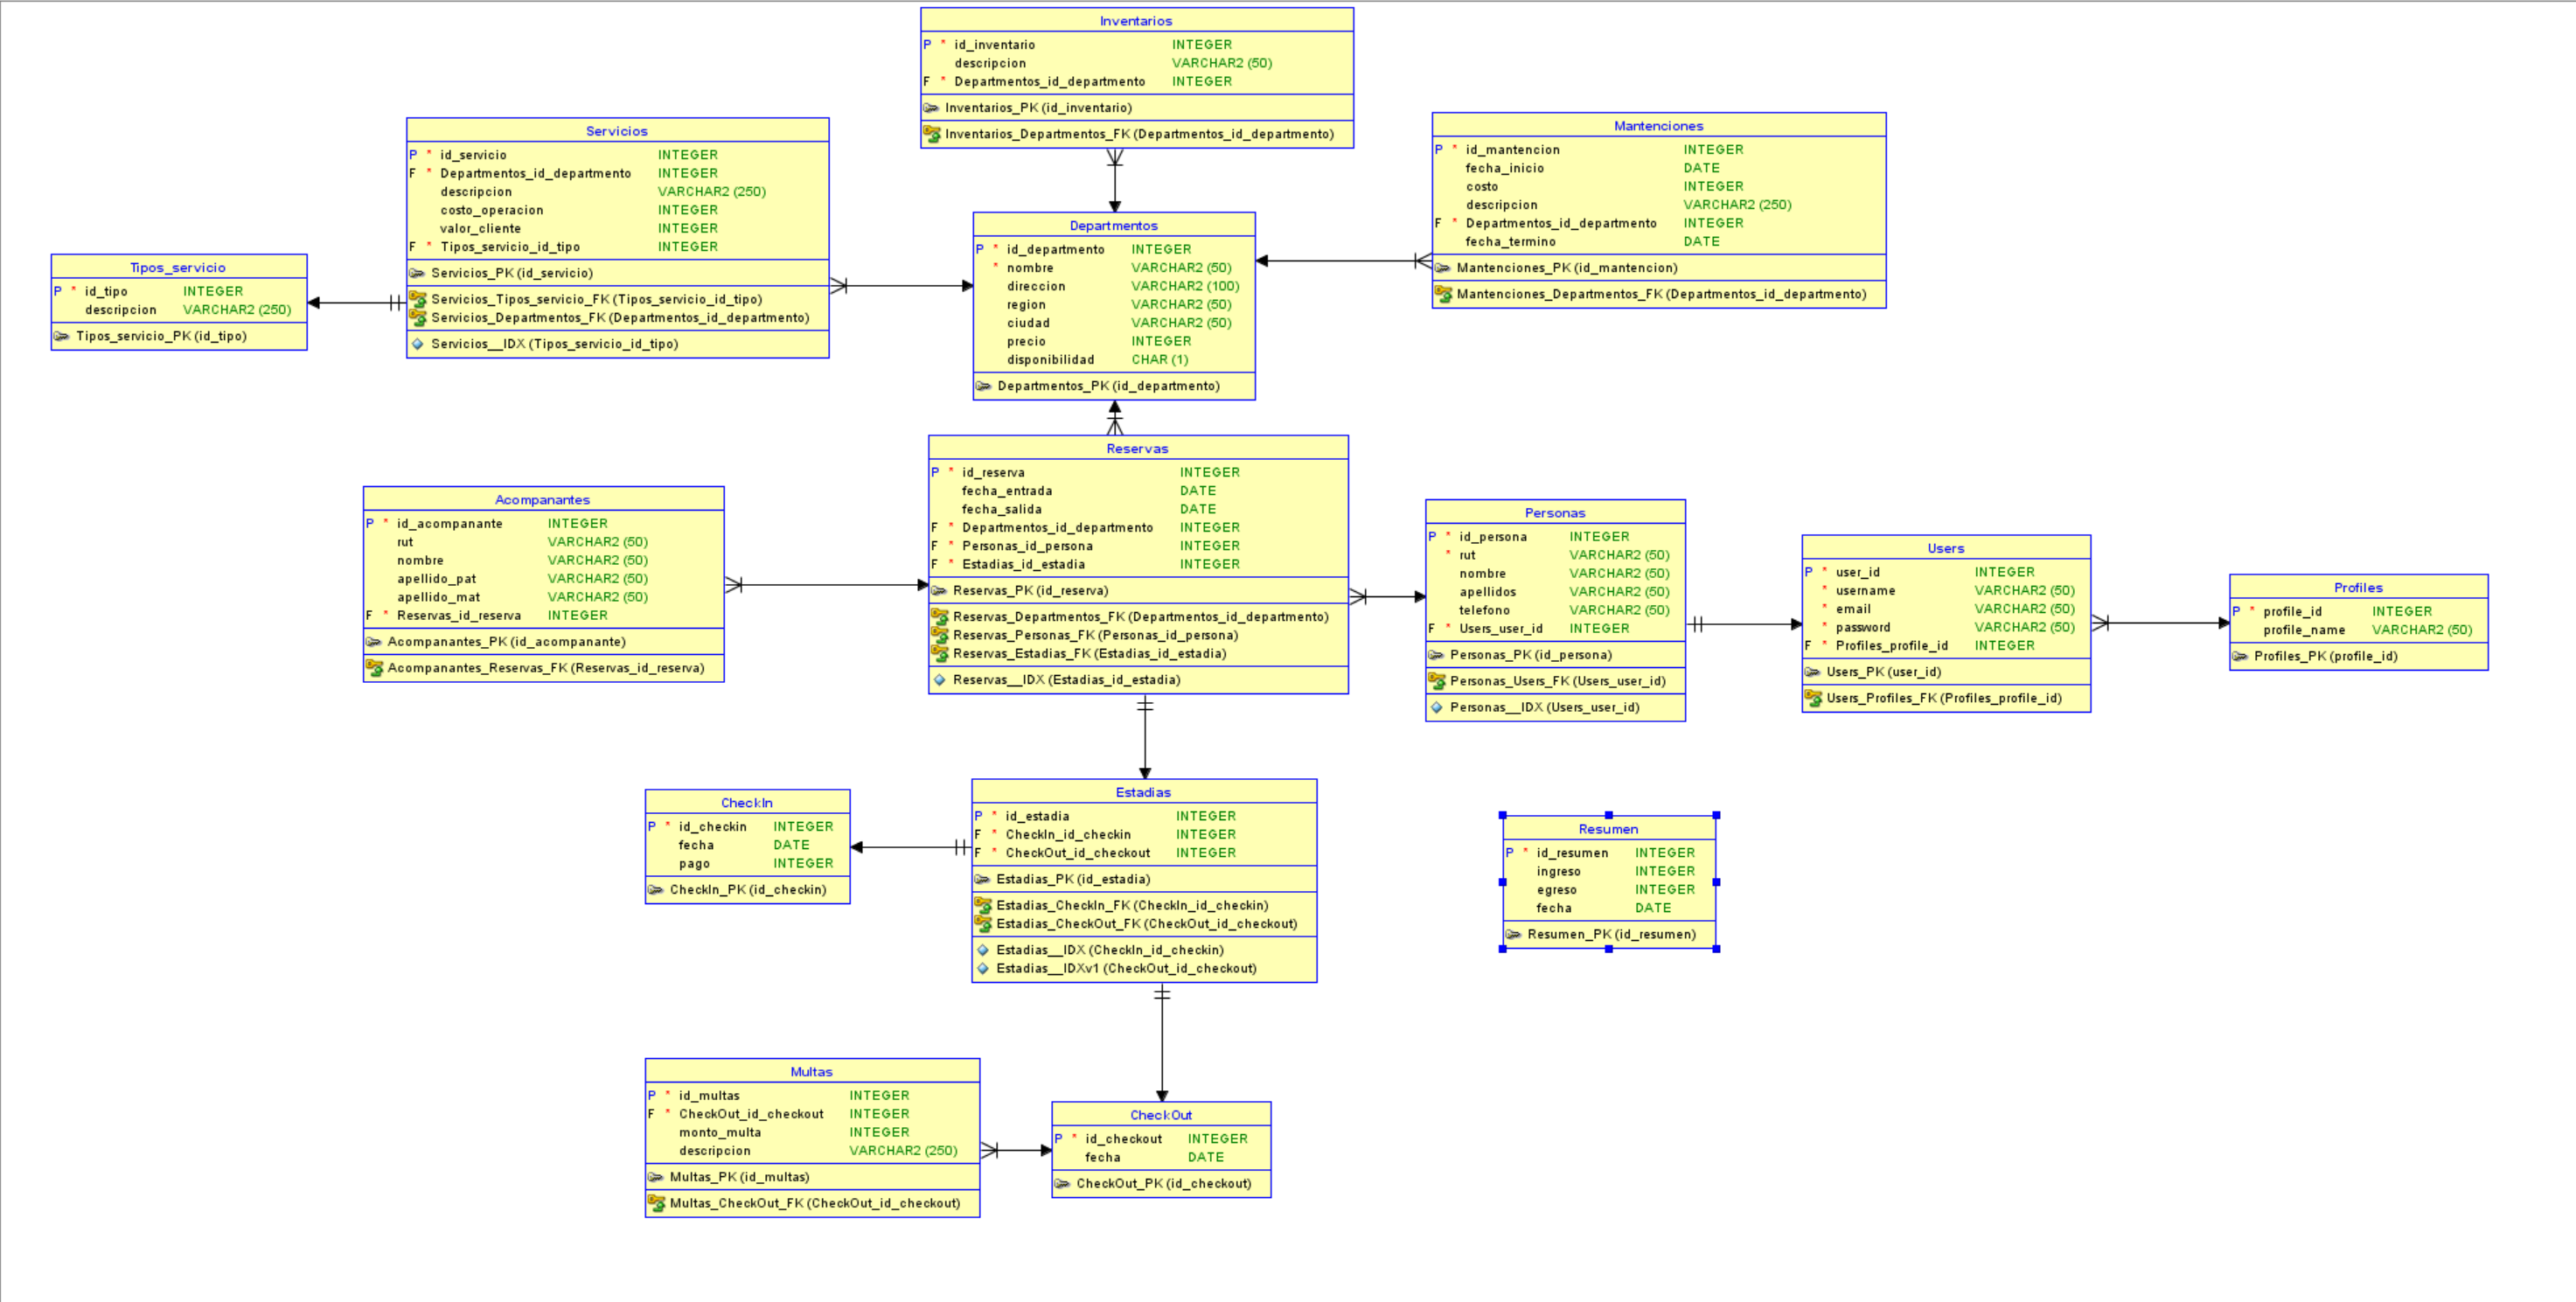 Inventarios
P * id_inventario INTEGER
descripcion VARCHAR2 (50)
F * Departmentos_id_departmento INTEGER
Inventarios_PK (id_inventario)
Inventarios_Departmentos_FK (Departmentos_id_departmento)
Servicios
P * id_servicio INTEGER
F * Departmentos_id_departmento INTEGER
descripcion VARCHAR2 (250)
costo_operacion INTEGER
valor_cliente INTEGER
F * Tipos_servicio_id_tipo INTEGER
Servicios_PK (id_servicio)
Servicios_Tipos_servicio_FK (Tipos_servicio_id_tipo)
Servicios_Departmentos_FK (Departmentos_id_departmento)
Servicios__IDX (Tipos_servicio_id_tipo)
Mantenciones
P * id_mantencion INTEGER
fecha_inicio DATE
costo INTEGER
descripcion VARCHAR2 (250)
F * Departmentos_id_departmento INTEGER
fecha_termino DATE
Mantenciones_PK (id_mantencion)
Mantenciones_Departmentos_FK (Departmentos_id_departmento)
Tipos_servicio
P * id_tipo INTEGER
descripcion VARCHAR2 (250)
Tipos_servicio_PK (id_tipo)
Departmentos
P * id_departmento INTEGER
* nombre VARCHAR2 (50)
direccion VARCHAR2 (100)
region VARCHAR2 (50)
ciudad VARCHAR2 (50)
precio INTEGER
disponibilidad CHAR (1)
Departmentos_PK (id_departmento)
Acompanantes
P * id_acompanante INTEGER
rut VARCHAR2 (50)
nombre VARCHAR2 (50)
apellido_pat VARCHAR2 (50)
apellido_mat VARCHAR2 (50)
F * Reservas_id_reserva INTEGER
Acompanantes_PK (id_acompanante)
Acompanantes_Reservas_FK (Reservas_id_reserva)
Reservas
P * id_reserva INTEGER
fecha_entrada DATE
fecha_salida DATE
F * Departmentos_id_departmento INTEGER
F * Personas_id_persona INTEGER
F * Estadias_id_estadia INTEGER
Reservas_PK (id_reserva)
Reservas_Departmentos_FK (Departmentos_id_departmento)
Reservas_Personas_FK (Personas_id_persona)
Reservas_Estadias_FK (Estadias_id_estadia)
Reservas__IDX (Estadias_id_estadia)
Personas
P * id_persona INTEGER
* rut VARCHAR2 (50)
nombre VARCHAR2 (50)
apellidos VARCHAR2 (50)
telefono VARCHAR2 (50)
F * Users_user_id INTEGER
Personas_PK (id_persona)
Personas_Users_FK (Users_user_id)
Personas__IDX (Users_user_id)
Users
P * user_id INTEGER
* username VARCHAR2 (50)
* email VARCHAR2 (50)
* password VARCHAR2 (50)
F * Profiles_profile_id INTEGER
Users_PK (user_id)
Users_Profiles_FK (Profiles_profile_id)
Profiles
P * profile_id INTEGER
profile_name VARCHAR2 (50)
Profiles_PK (profile_id)
CheckIn
P * id_checkin INTEGER
fecha DATE
pago INTEGER
CheckIn_PK (id_checkin)
Estadias
P * id_estadia INTEGER
F * CheckIn_id_checkin INTEGER
F * CheckOut_id_checkout INTEGER
Estadias_PK (id_estadia)
Estadias_CheckIn_FK (CheckIn_id_checkin)
Estadias_CheckOut_FK (CheckOut_id_checkout)
Estadias__IDX (CheckIn_id_checkin)
Estadias__IDXv1 (CheckOut_id_checkout)
Resumen
P * id_resumen INTEGER
ingreso INTEGER
egreso INTEGER
fecha DATE
Resumen_PK (id_resumen)
Multas
P * id_multas INTEGER
F * CheckOut_id_checkout INTEGER
monto_multa INTEGER
descripcion VARCHAR2 (250)
Multas_PK (id_multas)
Multas_CheckOut_FK (CheckOut_id_checkout)
CheckOut
P * id_checkout INTEGER
fecha DATE
CheckOut_PK (id_checkout)